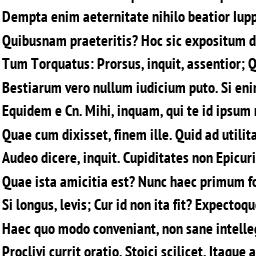 Dempta enim aeternitate nihilo beatior Iupp
Quibusnam praeteritis? Hoc sic expositum d
Tum Torquatus: Prorsus, inquit, assentior; Q
Bestiarum vero nullum iudicium puto. Si eni
Equidem e Cn. Mihi, inquam, qui te id ipsum
Quae cum dixisset, finem ille. Quid ad utilita
Audeo dicere, inquit. Cupiditates non Epicuri
Quae ista amicitia est? Nunc haec primum fo
Si longus, levis; Cur id non ita fit? Expectoque
Haec quo modo conveniant, non sane intelleg
Proclivi currit oratio. Stoici scilicet. Itaque a